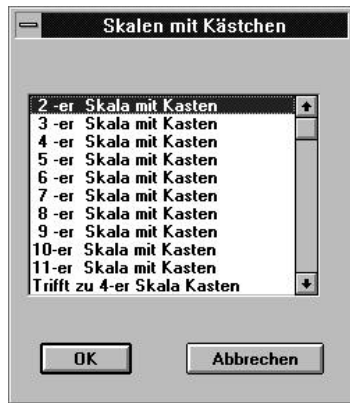 Skalen mit Kästchen
2 -er Skala mit Kasten
3 -er Skala mit Kasten
4 -er Skala mit Kasten
5 -er Skala mit Kasten
6 -er Skala mit Kasten
7 -er Skala mit Kasten
8 -er Skala mit Kasten
9 -er Skala mit Kasten
10-er Skala mit Kasten
11-er Skala mit Kasten
Trifft zu 4-er Skala Kasten
OK Abbrechen